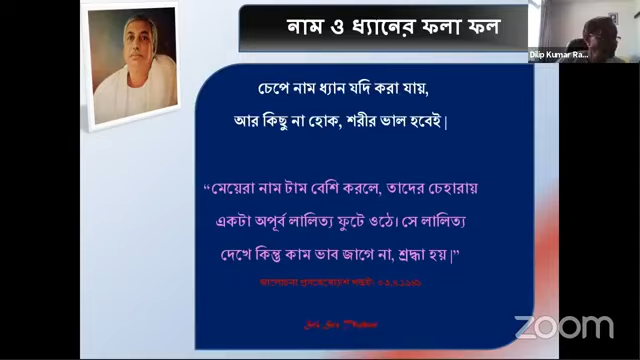 নাম ও ধ্যানের ফলা ফল
Dilip Kumar Ra...
চেপে নাম ধ্যান যদি করা যায়,
আর কিছু না হোক, শরীর ভাল হবেই|
“মেয়েরা নাম টাম বেশি করলে, তাদের চেহারায়
একটা অপূর্ব লালিত্য ফুটে ওঠে। সে লালিত্য
দেখে কিন্তু কাম ভাব জাগে না, শ্রদ্ধা হয়|”
zoom